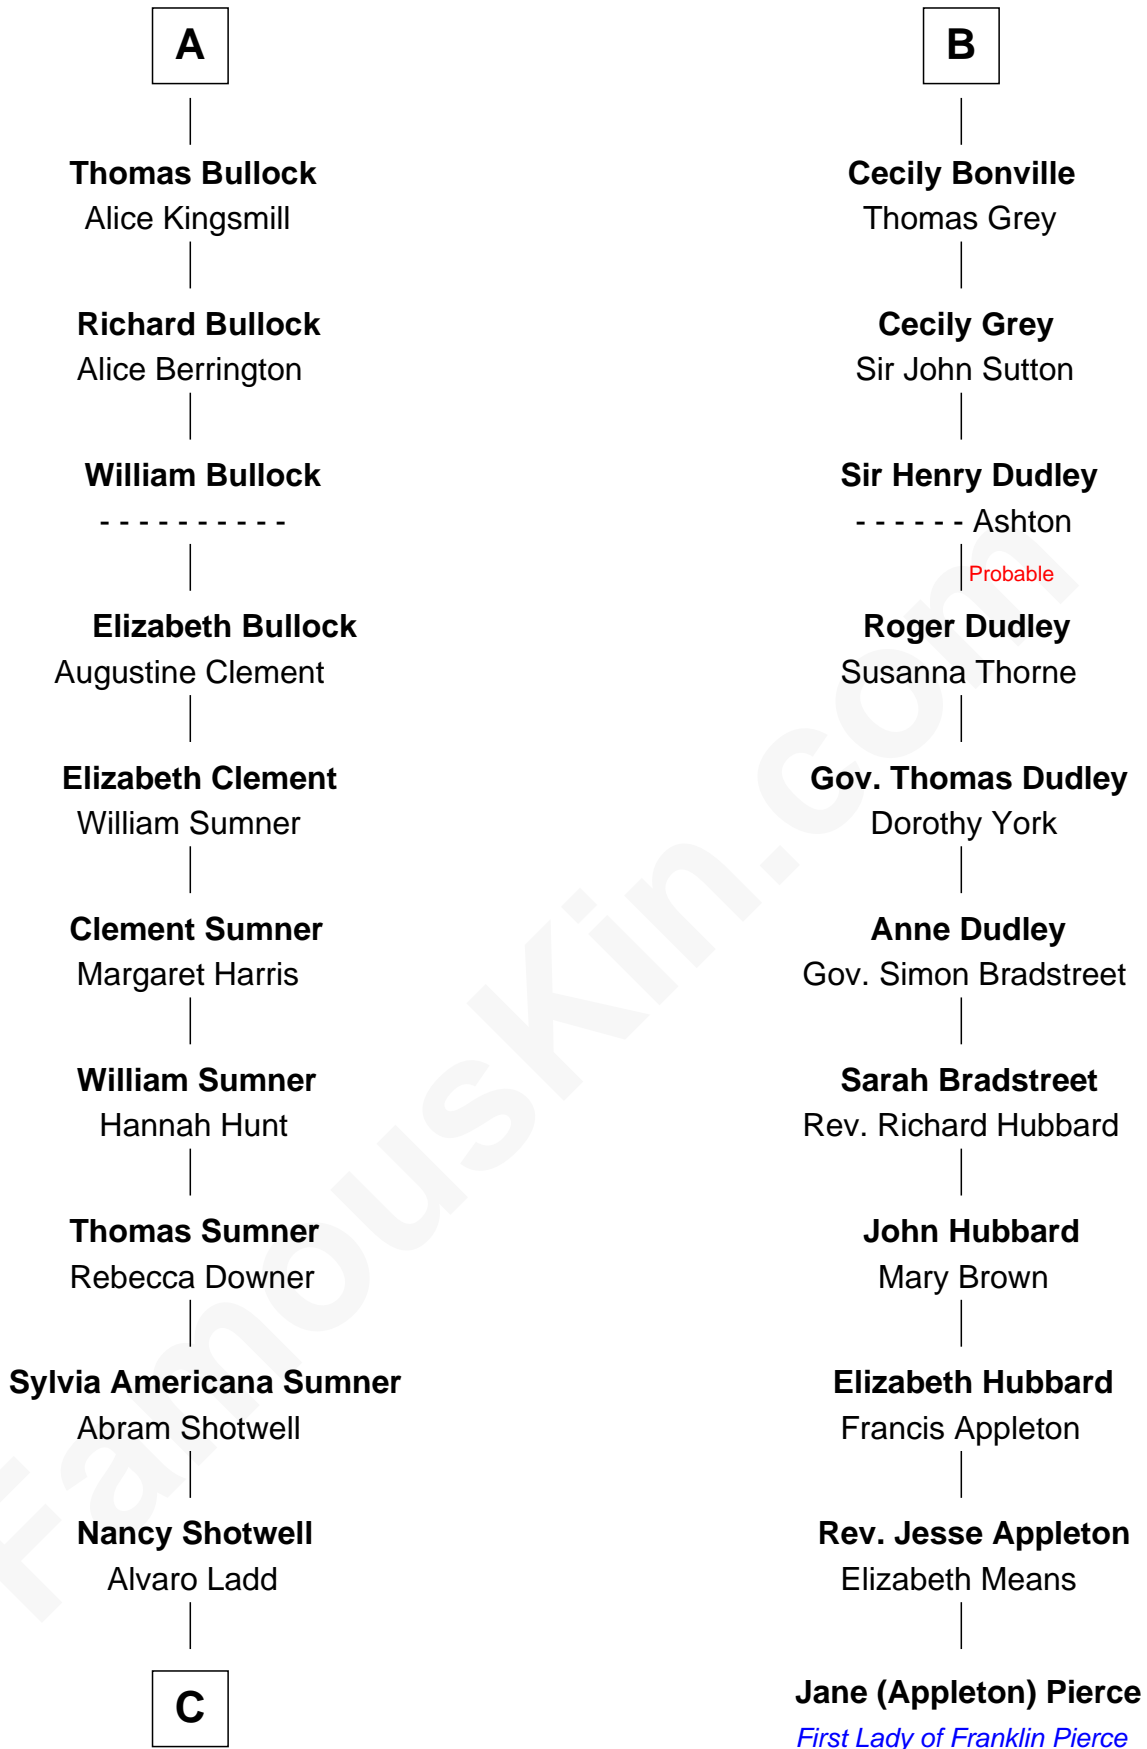 A
Thomas Bullock
Alice Kingsmill
Richard Bullock
Alice Berrington
William Bullock
- - - - - - - - - -
Elizabeth Bullock
Augustine Clement
Elizabeth Clement
William Sumner
Clement Sumner
Margaret Harris
William Sumner
Hannah Hunt
Thomas Sumner
Rebecca Downer
Sylvia Americana Sumner
Abram Shotwell
Nancy Shotwell
Alvaro Ladd
C
B
Cecily Bonville
Thomas Grey
Cecily Grey
Sir John Sutton
Sir Henry Dudley
- - - - - - Ashton
Probable
Roger Dudley
Susanna Thorne
Gov. Thomas Dudley
Dorothy York
Anne Dudley
Gov. Simon Bradstreet
Sarah Bradstreet
Rev. Richard Hubbard
John Hubbard
Mary Brown
Elizabeth Hubbard
Francis Appleton
Rev. Jesse Appleton
Elizabeth Means
Jane (Appleton) Pierce
First Lady of Franklin Pierce
FamousKin.com